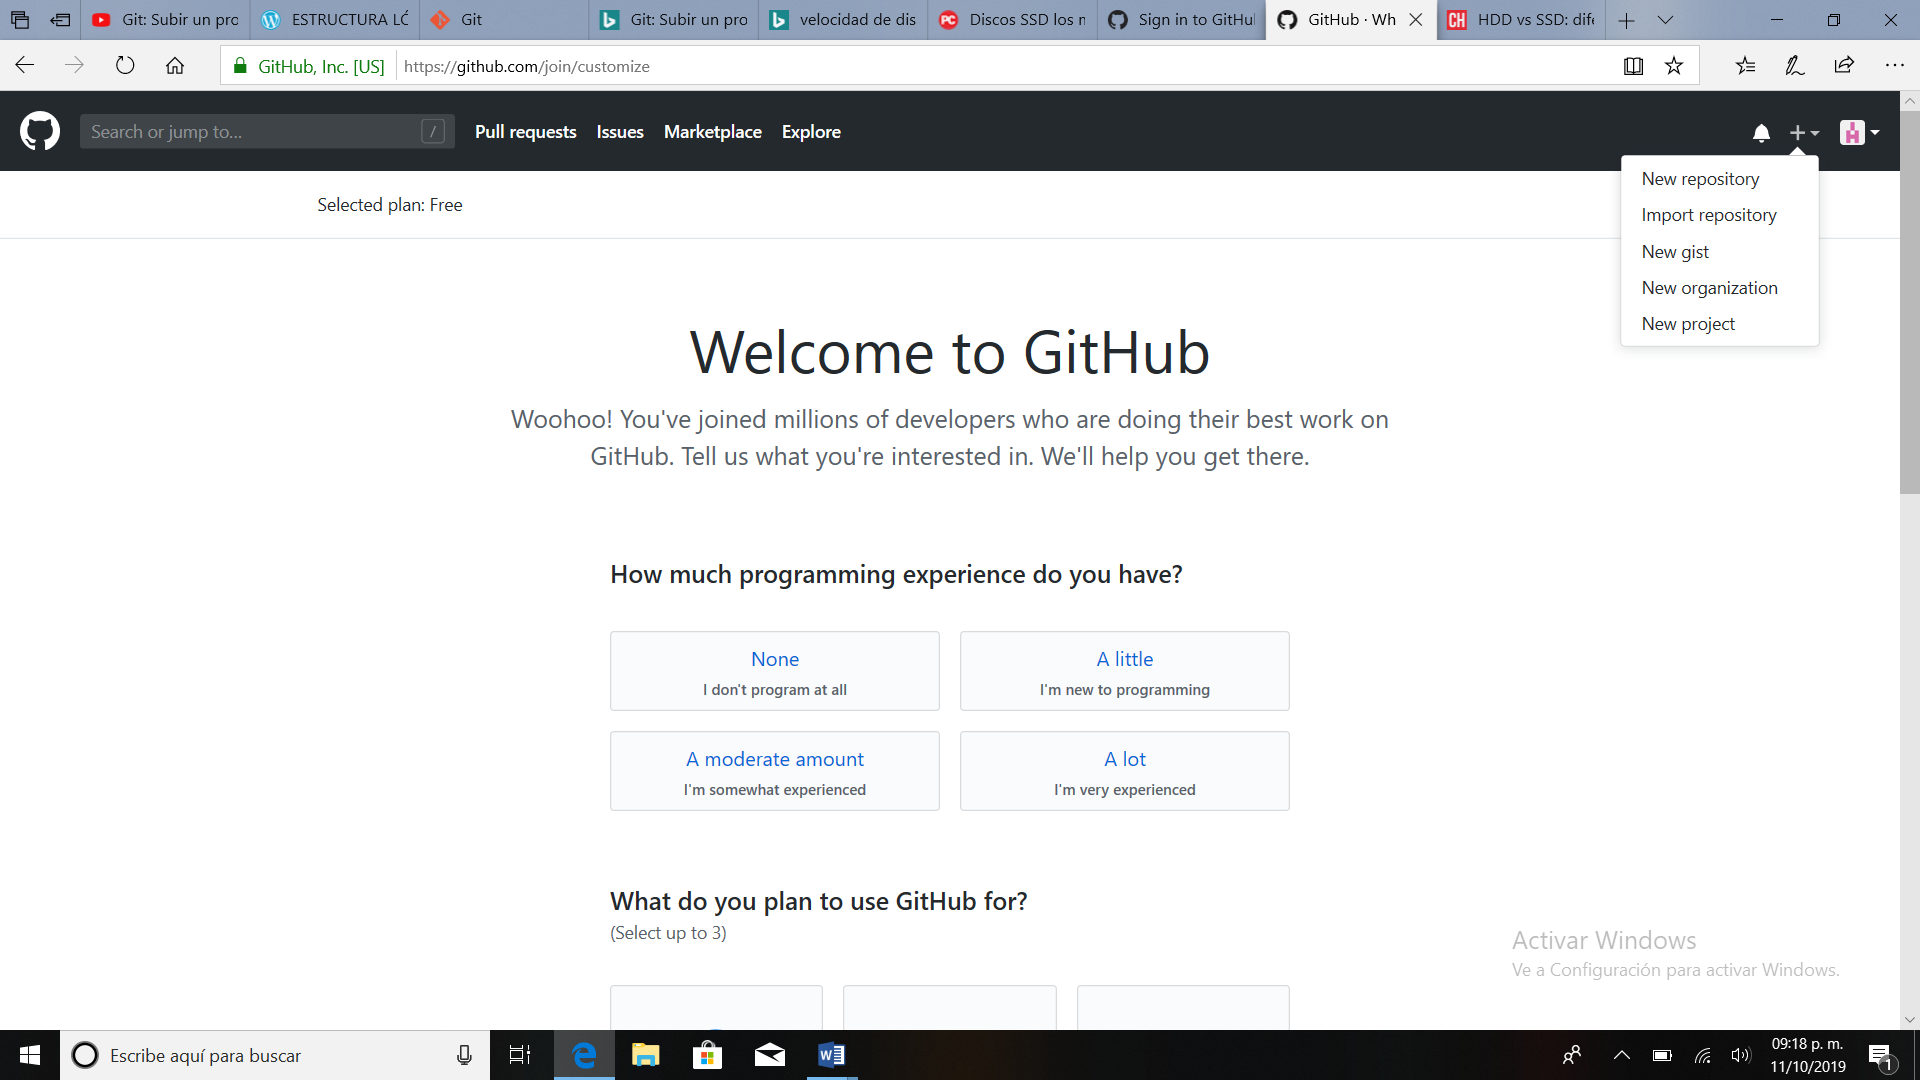 Git: Subir un pro
ESTRUCTURA LÓ
Git
Git: Subir un pro
velocidad de dis
PC
Discos SSD los n
Sign in to GitHu
GitHub · Wh
CH
HDD vs SSD: dife
GitHub, Inc. [US]
https://github.com/join/customize
Search or jump to...
/
Pull requests
Issues
Marketplace
Explore
New repository
Import repository
New gist
New organization
New project
Selected plan: Free
Welcome to GitHub
Woohoo! You've joined millions of developers who are doing their best work on
GitHub. Tell us what you're interested in. We'll help you get there.
How much programming experience do you have?
None
I don't program at all
A little
I'm new to programming
A moderate amount
I'm somewhat experienced
A lot
I'm very experienced
What do you plan to use GitHub for?
(Select up to 3)
Activar Windows
Ve a Configuración para activar Windows.
Escribe aquí para buscar
09:18 p. m.
11/10/2019
1